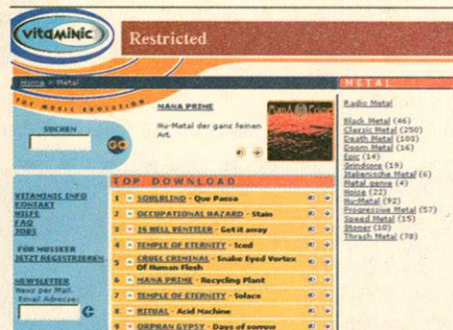 vitaMiNic
Restricted
Home > Metal
METAL
THE MUSIC EVOLUTION
SUCHEN
GO
MANA PRIME
Nu-Metal der ganz feinen
Art.
Radio Metal
Black Metal (46)
Classic Metal (250)
Death Metal (103)
Doom Metal (16)
Epic (14)
Grindcore (19)
Italienische Metal (6)
Metal genre (4)
Noise (22)
Nu-Metal (92)
Progressive Metal (57)
Speed Metal (15)
Stoner (10)
Thrash Metal (78)
TOP DOWNLOAD
1 SOULBLIND - Que Passa
2 OCCUPATIONAL HAZARD - Stain
3 IS HELL VENTILER - Get it away
4 TEMPLE OF ETERNITY - Iced
5 CRUEL CRIMINAL - Snake Eyed Vortex
Of Human Flesh
6 MANA PRIME - Recycling Plant
7 TEMPLE OF ETERNITY - Solace
8 RITUAL - Acid Machine
9 ORPHAN GYPSY - Days of sorrow
VITAMINIC INFO
KONTAKT
HILFE
FAQ
JOBS
FÜR MUSIKER
JETZT REGISTRIEREN
NEWSLETTER
News per Mail.
Email Adresse: